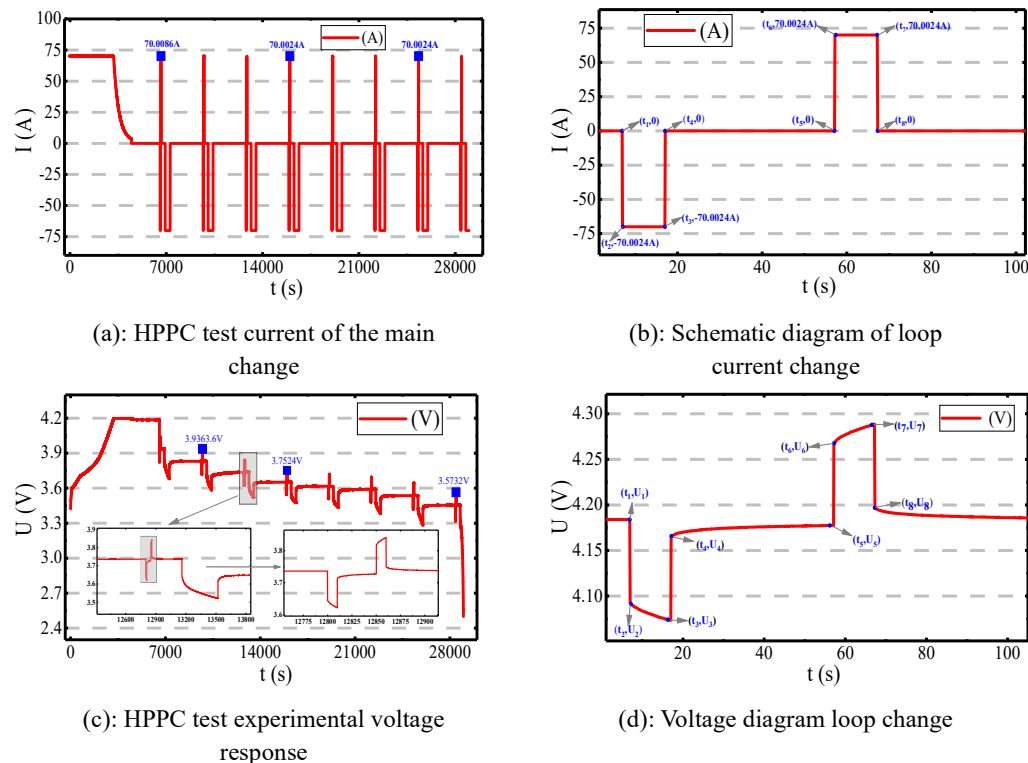 100
75
50
25
0
-25
-50
-75
I (A)
(A)
70.0086A
70.0024A
70.0024A
0
7000
14000
21000
28000
t (s)
(a): HPPC test current of the main
change
75
50
25
0
-25
-50
-75
I (A)
(A)
(t₆,70.0024A)
(t₇,70.0024A)
(t₁,0)
(t₄,0)
(t₅,0)
(t₈,0)
(t₃,-70.0024A)
(t₂,-70.0024A)
20
40
60
80
100
t (s)
(b): Schematic diagram of loop
current change
4.2
3.9
3.6
3.3
3.0
2.7
2.4
U (V)
(V)
3.9363.6V
3.7524V
3.5732V
3.9
3.8
3.7
3.6
3.5
12600
12900
13200
13500
13800
3.8
3.7
3.6
12775
12800
12825
12850
12875
12900
0
7000
14000
21000
28000
t (s)
(c): HPPC test experimental voltage
response
4.30
4.25
4.20
4.15
4.10
U (V)
(V)
(t₇,U₇)
(t₆,U₆)
(t₁,U₁)
(t₈,U₈)
(t₄,U₄)
(t₅,U₅)
(t₂,U₂)
(t₃,U₃)
20
40
60
80
100
t (s)
(d): Voltage diagram loop change